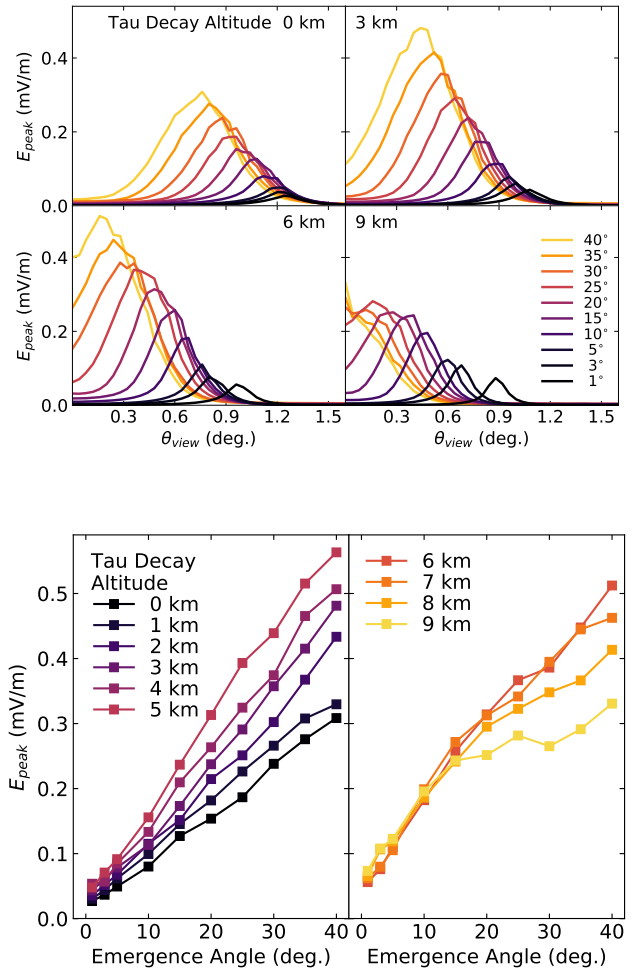 Tau Decay Altitude 0 km
3 km
E_peak (mV/m)
0.4
0.2
0.0
6 km
9 km
E_peak (mV/m)
0.4
0.2
0.0
40°
35°
30°
25°
20°
15°
10°
5°
3°
1°
0.3 0.6 0.9 1.2 1.5
0.3 0.6 0.9 1.2 1.5
θ_view (deg.)
θ_view (deg.)
Tau Decay
Altitude
0 km
1 km
2 km
3 km
4 km
5 km
6 km
7 km
8 km
9 km
E_peak (mV/m)
0.5
0.4
0.3
0.2
0.1
0.0
0 10 20 30 40
0 10 20 30 40
Emergence Angle (deg.)
Emergence Angle (deg.)